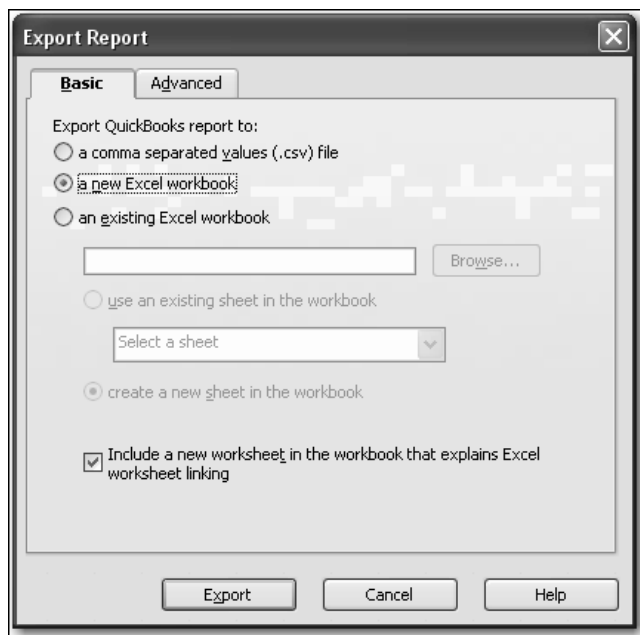 Export Report
Basic
Advanced
Export QuickBooks report to:
a comma separated values (.csv) file
a new Excel workbook
an existing Excel workbook
Browse...
use an existing sheet in the workbook
Select a sheet
create a new sheet in the workbook
Include a new worksheet in the workbook that explains Excel
worksheet linking
Export
Cancel
Help